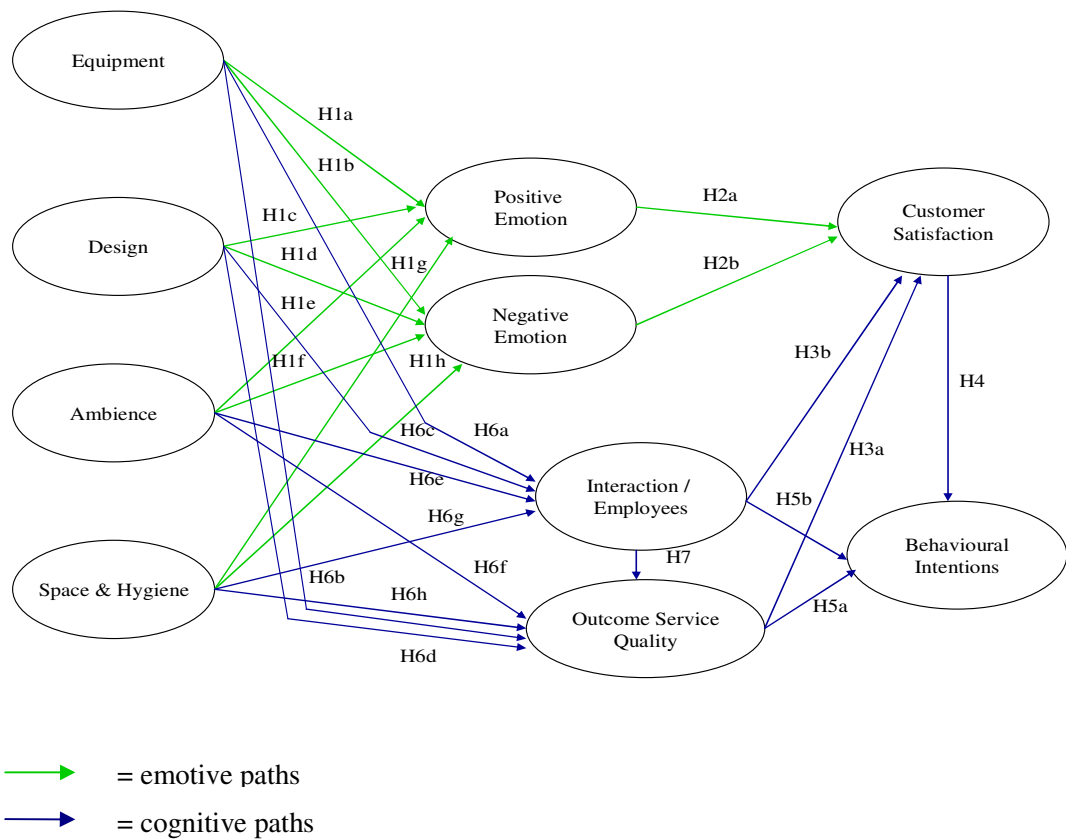 Equipment
H1a
H1b
Positive
Emotion
H2a
Customer
Satisfaction
H1c
Design
H1d
H1g
H2b
H1e
Negative
Emotion
H1f
H1h
H3b
H4
Ambience
H6c
H6a
H3a
H6e
Interaction /
Employees
H5b
H6g
Behavioural
Intentions
H7
H6f
Space & Hygiene
H6b
H6h
Outcome Service
Quality
H5a
H6d
= emotive paths
= cognitive paths